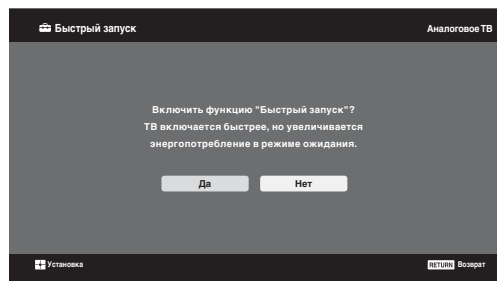 Быстрый запуск
Аналоговое ТВ
Включить функцию "Быстрый запуск"?
ТВ включается быстрее, но увеличивается
энергопотребление в режиме ожидания.
Да Нет
Установка
RETURN Возврат